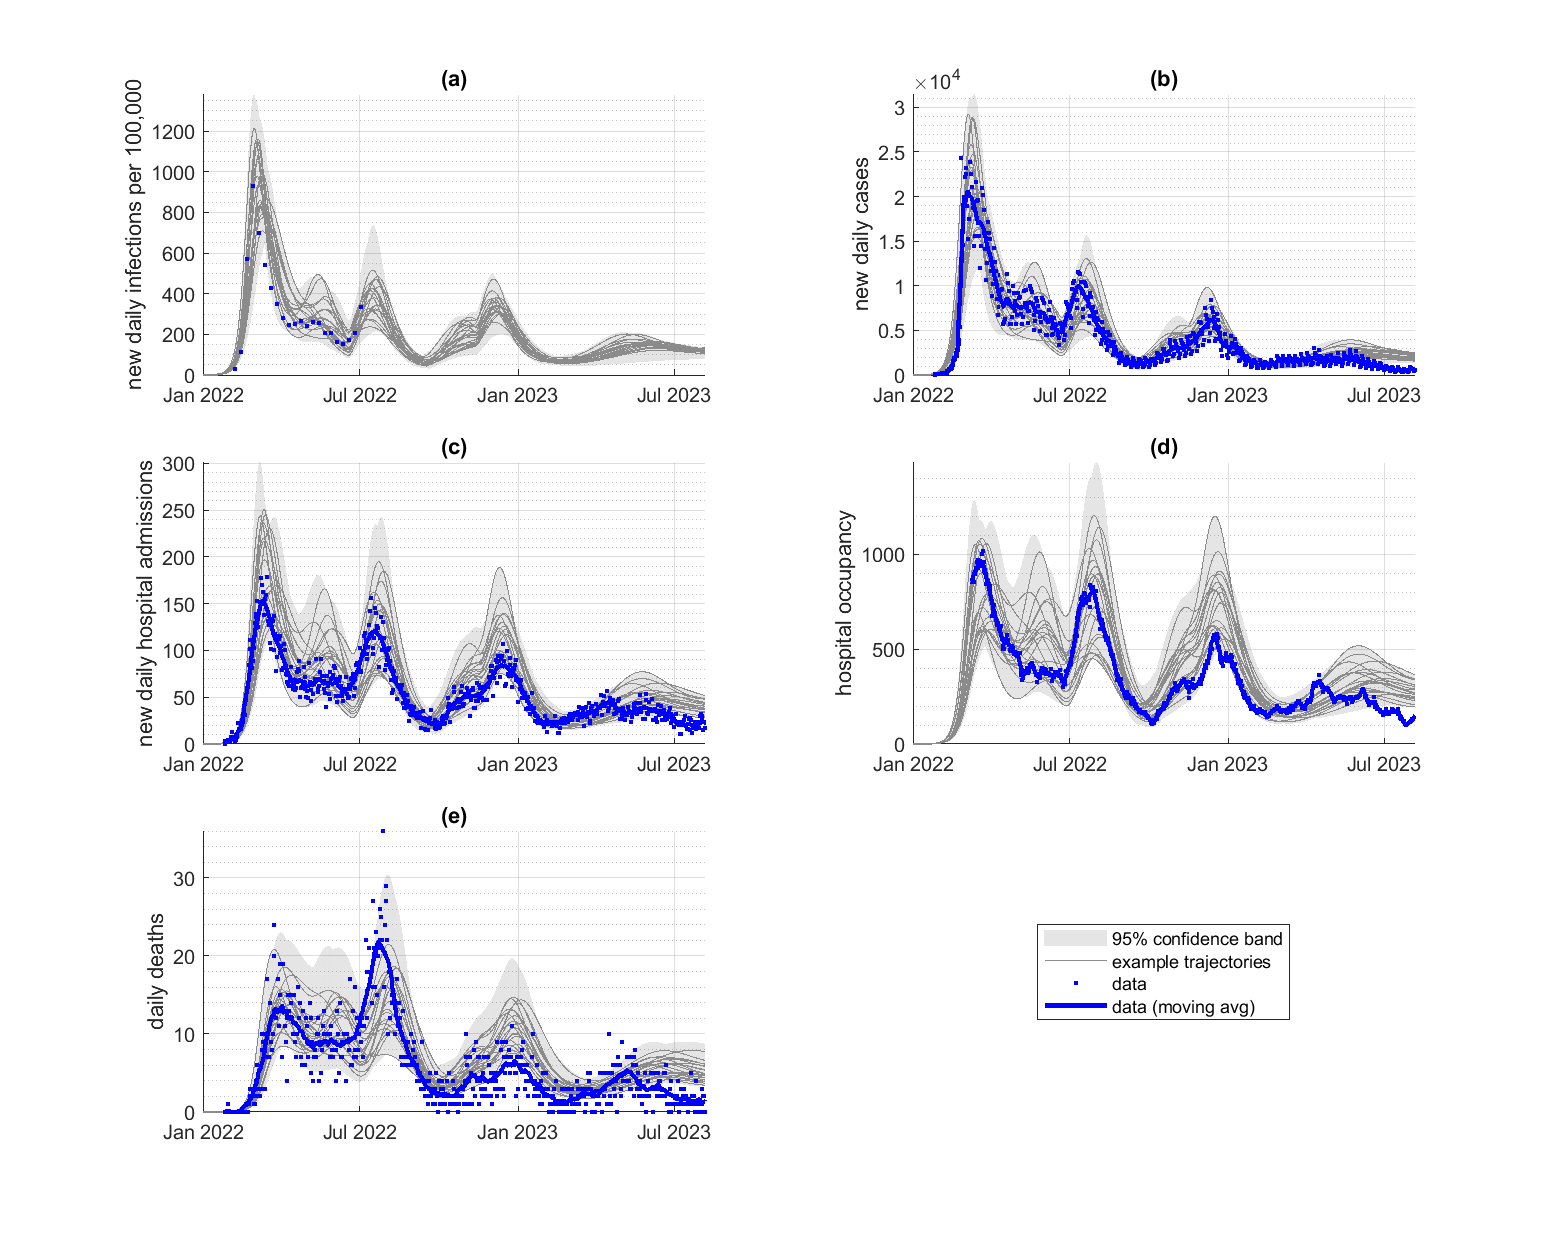 (a)
new daily infections per 100,000
1200
1000
800
600
400
200
0
Jan 2022 Jul 2022 Jan 2023 Jul 2023
(b)
×10⁴
new daily cases
3
2.5
2
1.5
1
0.5
0
Jan 2022 Jul 2022 Jan 2023 Jul 2023
(c)
new daily hospital admissions
300
250
200
150
100
50
0
Jan 2022 Jul 2022 Jan 2023 Jul 2023
(d)
hospital occupancy
1000
500
0
Jan 2022 Jul 2022 Jan 2023 Jul 2023
(e)
daily deaths
30
20
10
0
Jan 2022 Jul 2022 Jan 2023 Jul 2023
95% confidence band
example trajectories
data
data (moving avg)